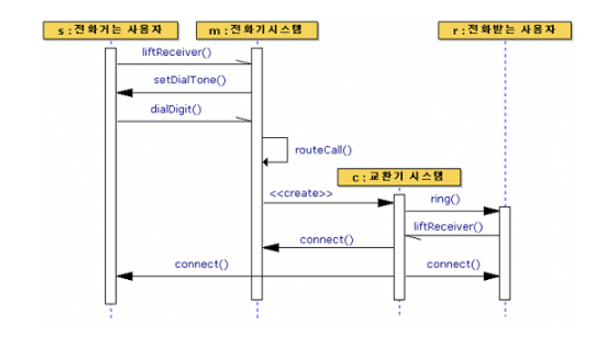 s : 전화거는 사용자
m : 전화기시스템
r : 전화받는 사용자
liftReceiver()
setDialTone()
dialDigit()
routeCall()
c : 교환기 시스템
<<create>>
ring()
liftReceiver()
connect()
connect()
connect()